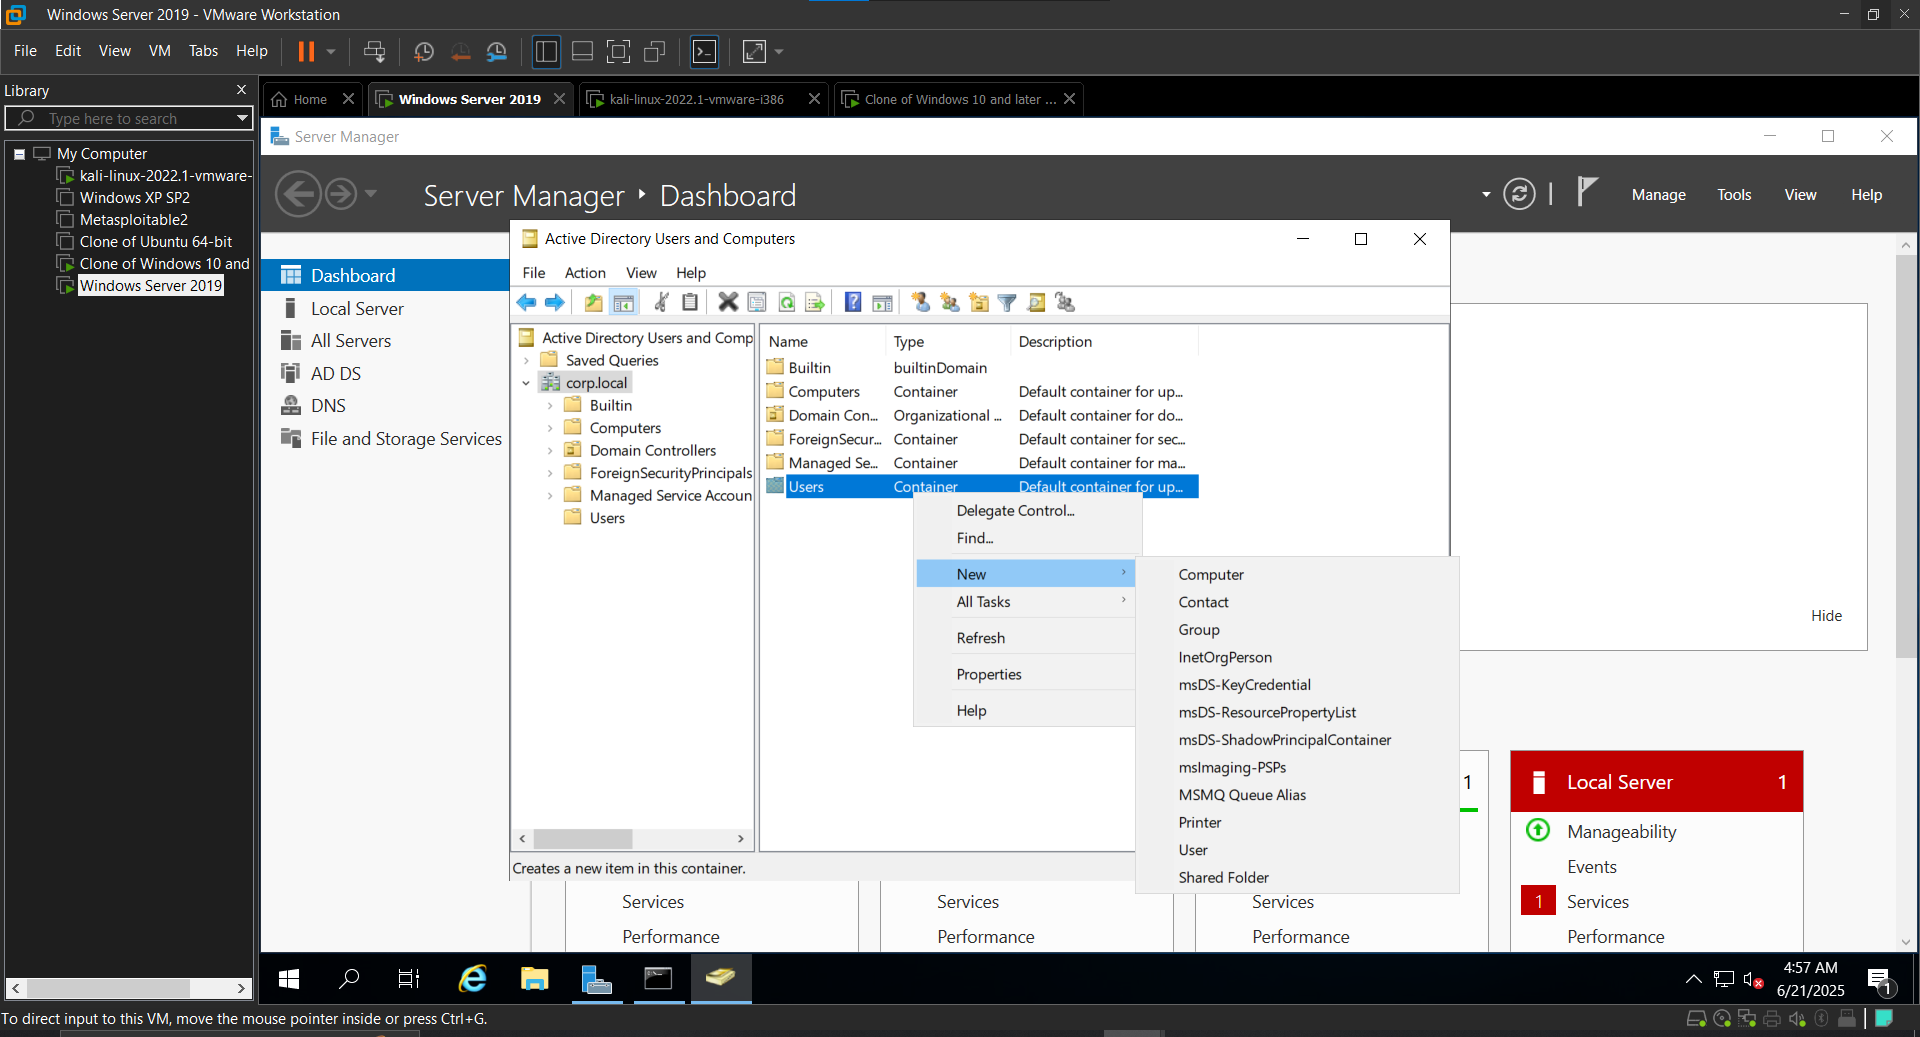 Windows Server 2019 - VMware Workstation
File Edit View VM Tabs Help
Library
Type here to search
My Computer
kali-linux-2022.1-vmware-
Windows XP SP2
Metasploitable2
Clone of Ubuntu 64-bit
Clone of Windows 10 and
Windows Server 2019
Home
Windows Server 2019
kali-linux-2022.1-vmware-i386
Clone of Windows 10 and later ...
Server Manager
Server Manager Dashboard
Manage Tools View Help
Dashboard
Local Server
All Servers
AD DS
DNS
File and Storage Services
Active Directory Users and Computers
File Action View Help
Active Directory Users and Comp
Saved Queries
corp.local
Builtin
Computers
Domain Controllers
ForeignSecurityPrincipals
Managed Service Accoun
Users
Name Type Description
Builtin builtinDomain
Computers Container Default container for up...
Domain Con... Organizational ... Default container for do...
ForeignSecur... Container Default container for sec...
Managed Se... Container Default container for ma...
Users Container Default container for up...
Delegate Control...
Find...
New
All Tasks
Refresh
Properties
Help
Computer
Contact
Group
InetOrgPerson
msDS-KeyCredential
msDS-ResourcePropertyList
msDS-ShadowPrincipalContainer
msImaging-PSPs
MSMQ Queue Alias
Printer
User
Shared Folder
Creates a new item in this container.
Hide
1
Local Server 1
Manageability
Events
1 Services
Performance
Services
Performance
Services
Performance
Services
Performance
4:57 AM
6/21/2025
1
To direct input to this VM, move the mouse pointer inside or press Ctrl+G.